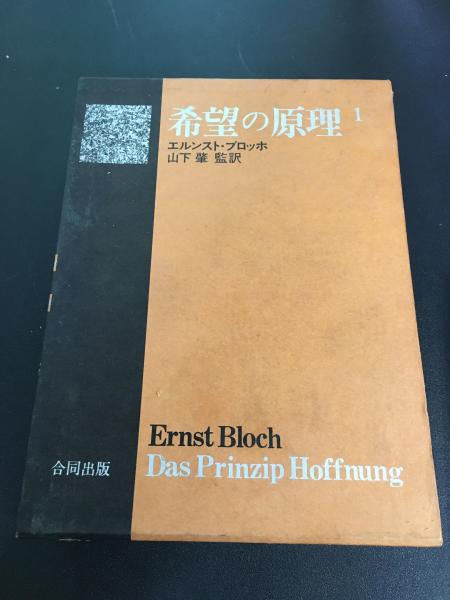 希望の原理 1
エルンスト・ブロッホ
山下 肇 監訳
Ernst Bloch
合同出版 Das Prinzip Hoffnung